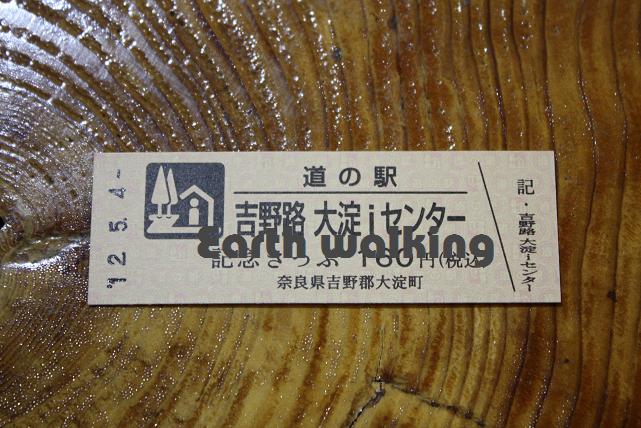 道の駅
吉野路 大淀iセンター
Earth walking
記念きっぷ 160円(税込)
奈良県吉野郡大淀町
'12. 5. 4-
記・吉野路 大淀iセンター